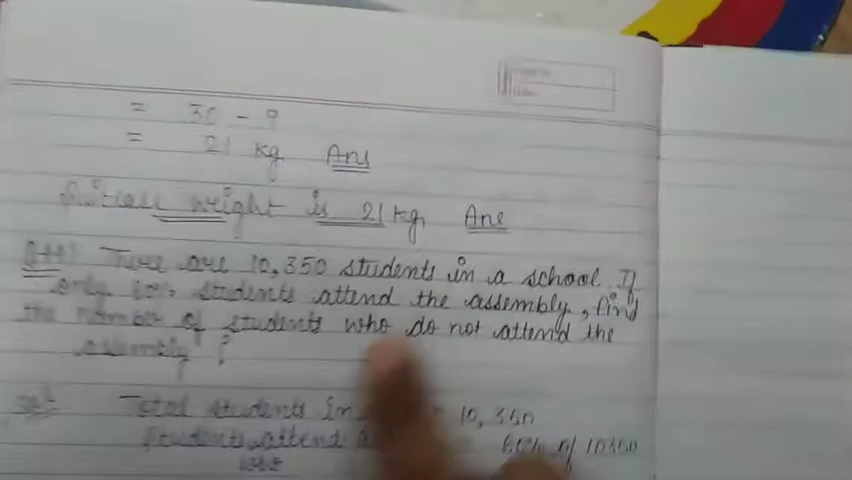 = 30 - 9
= 21 kg Ans
weight is 21 kg, Ans
There are 10,350 students in a school. If
only 60% students attend the assembly, find
the number of students who do not attend the
assembly ?
Total students in 10,350
Students attend 60% of 10350
who